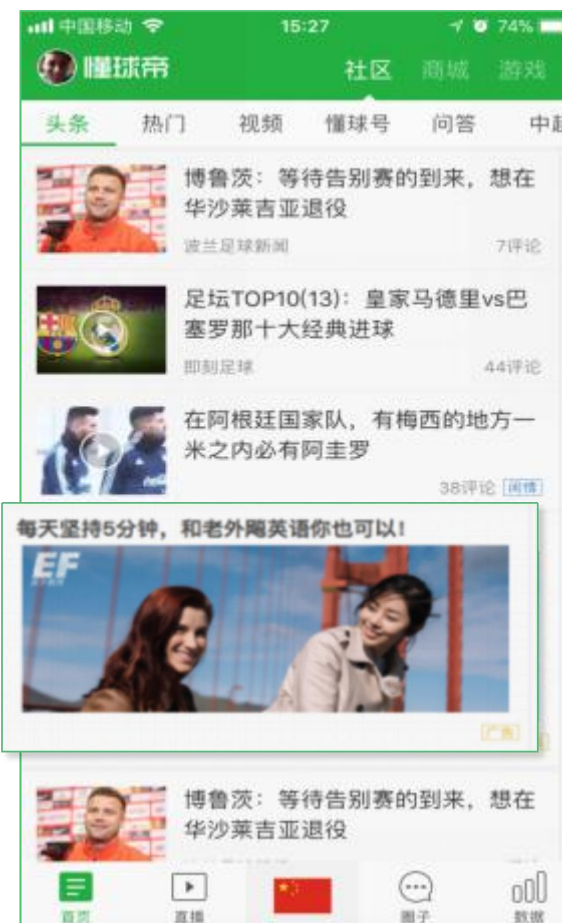 中国移动 15:27 74%
懂球帝 社区 商城 游戏
头条 热门 视频 懂球号 问答 中超
博鲁茨：等待告别赛的到来，想在
华沙莱吉亚退役
波兰足球新闻 7评论
足坛TOP10(13)：皇家马德里vs巴
塞罗那十大经典进球
即刻足球 44评论
在阿根廷国家队，有梅西的地方一
米之内必有阿圭罗
38评论 闲情
每天坚持5分钟，和老外飚英语你也可以!
EF
广告
博鲁茨：等待告别赛的到来，想在
华沙莱吉亚退役
首页 直播 圈子 数据